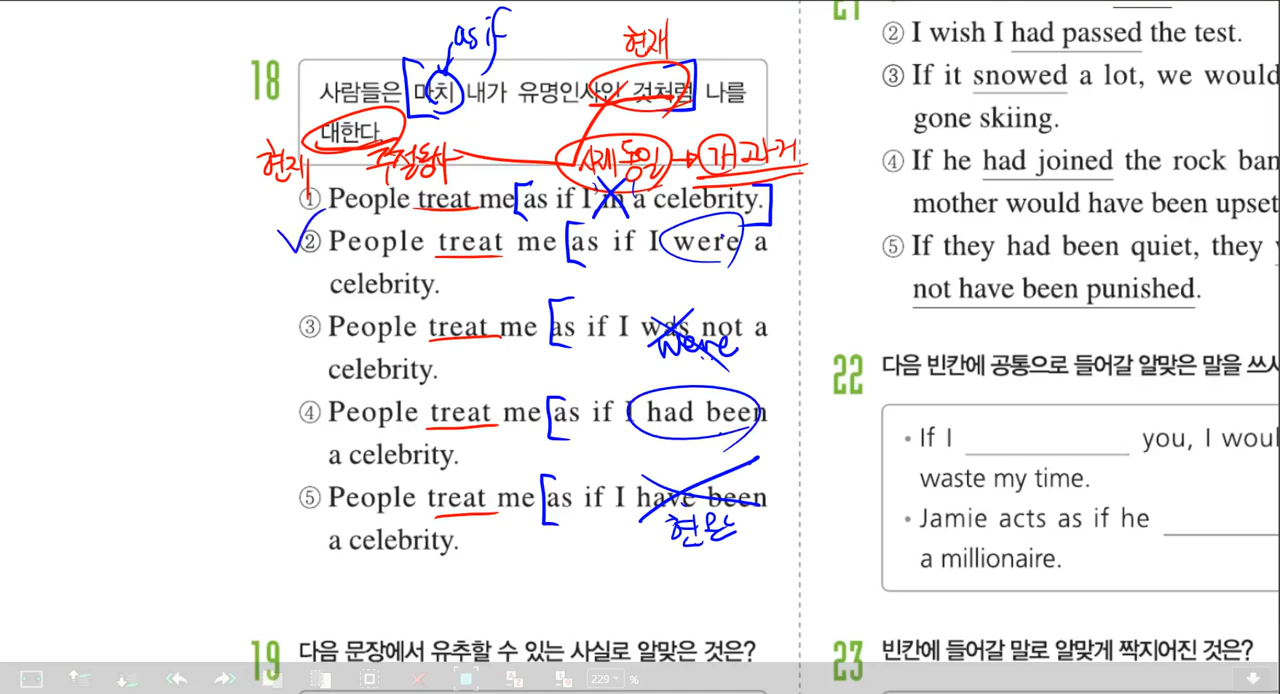 as if
현재
18
사람들은 마치 내가 유명인사인 것처럼 나를
대한다.
현재 주절동사 시제 동일 → 가 과거
① People treat me as if I'm a celebrity.
② People treat me as if I were a
celebrity.
③ People treat me as if I was not a
were
celebrity.
④ People treat me as if I had been
a celebrity.
⑤ People treat me as if I have been
현완
a celebrity.
19 다음 문장에서 유추할 수 있는 사실로 알맞은 것은?
21
② I wish I had passed the test.
③ If it snowed a lot, we would
gone skiing.
④ If he had joined the rock ban
mother would have been upset
⑤ If they had been quiet, they
not have been punished.
22 다음 빈칸에 공통으로 들어갈 알맞은 말을 쓰시
• If I ____ you, I woul
waste my time.
• Jamie acts as if he ____
a millionaire.
23 빈칸에 들어갈 말로 알맞게 짝지어진 것은?
229 %